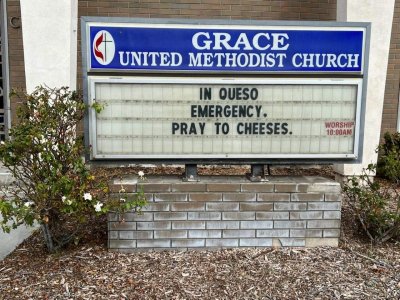 GRACE
UNITED METHODIST CHURCH
IN QUESO
EMERGENCY.
PRAY TO CHEESES.
WORSHIP
10:00AM